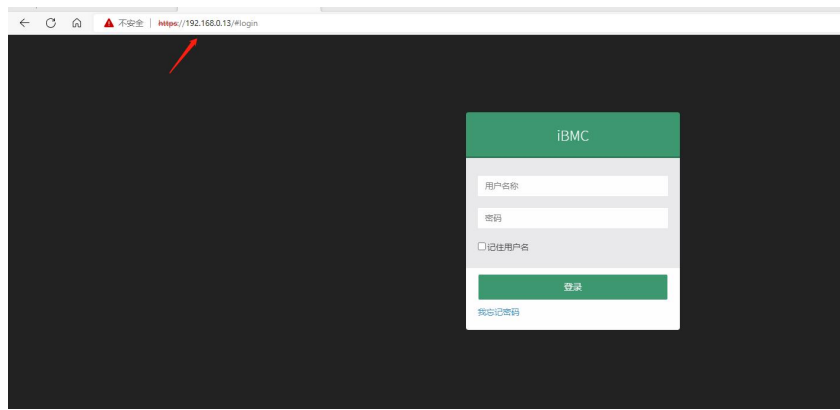 不安全 | https://192.168.0.13/#login
iBMC
用户名称
密码
记住用户名
登录
我忘记密码